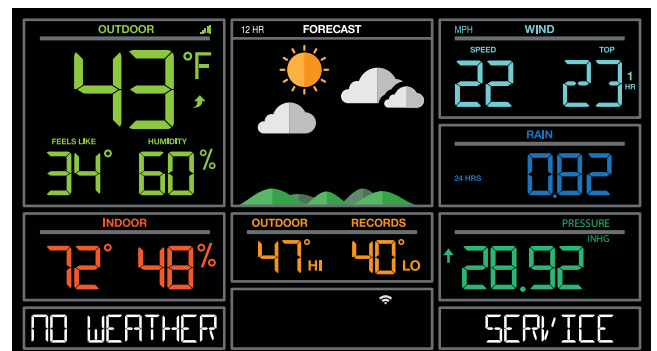 OUTDOOR
43°F
FEELS LIKE HUMIDITY
34° 60%
12 HR FORECAST
MPH WIND
SPEED TOP
22 23 1 HR
RAIN
24 HRS 0.82
INDOOR
72° 48%
OUTDOOR RECORDS
47° HI 40° LO
PRESSURE
INHG
28.92
NO WEATHER
SERVICE